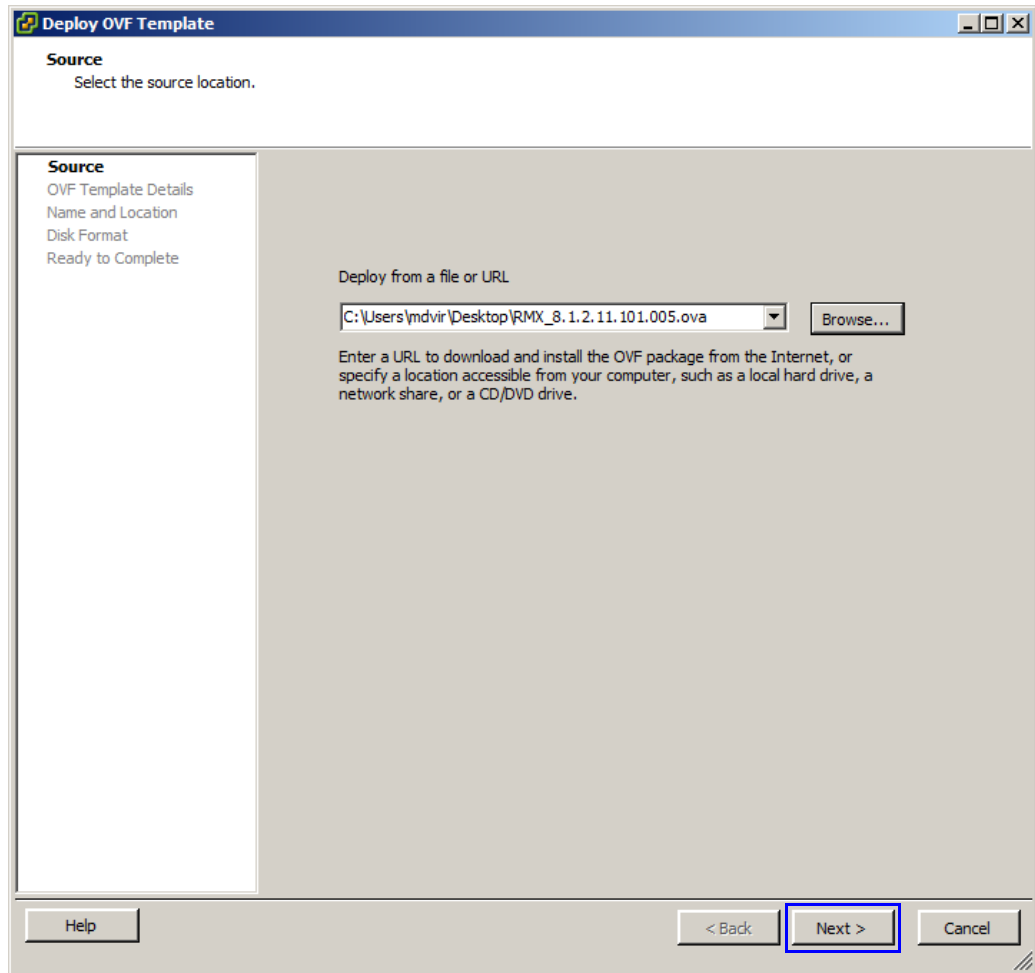 Deploy OVF Template
Source
Select the source location.
Source
OVF Template Details
Name and Location
Disk Format
Ready to Complete
Deploy from a file or URL
C:\Users\mdvir\Desktop\RMX_8.1.2.11.101.005.ova
Browse...
Enter a URL to download and install the OVF package from the Internet, or
specify a location accessible from your computer, such as a local hard drive, a
network share, or a CD/DVD drive.
Help
< Back
Next >
Cancel